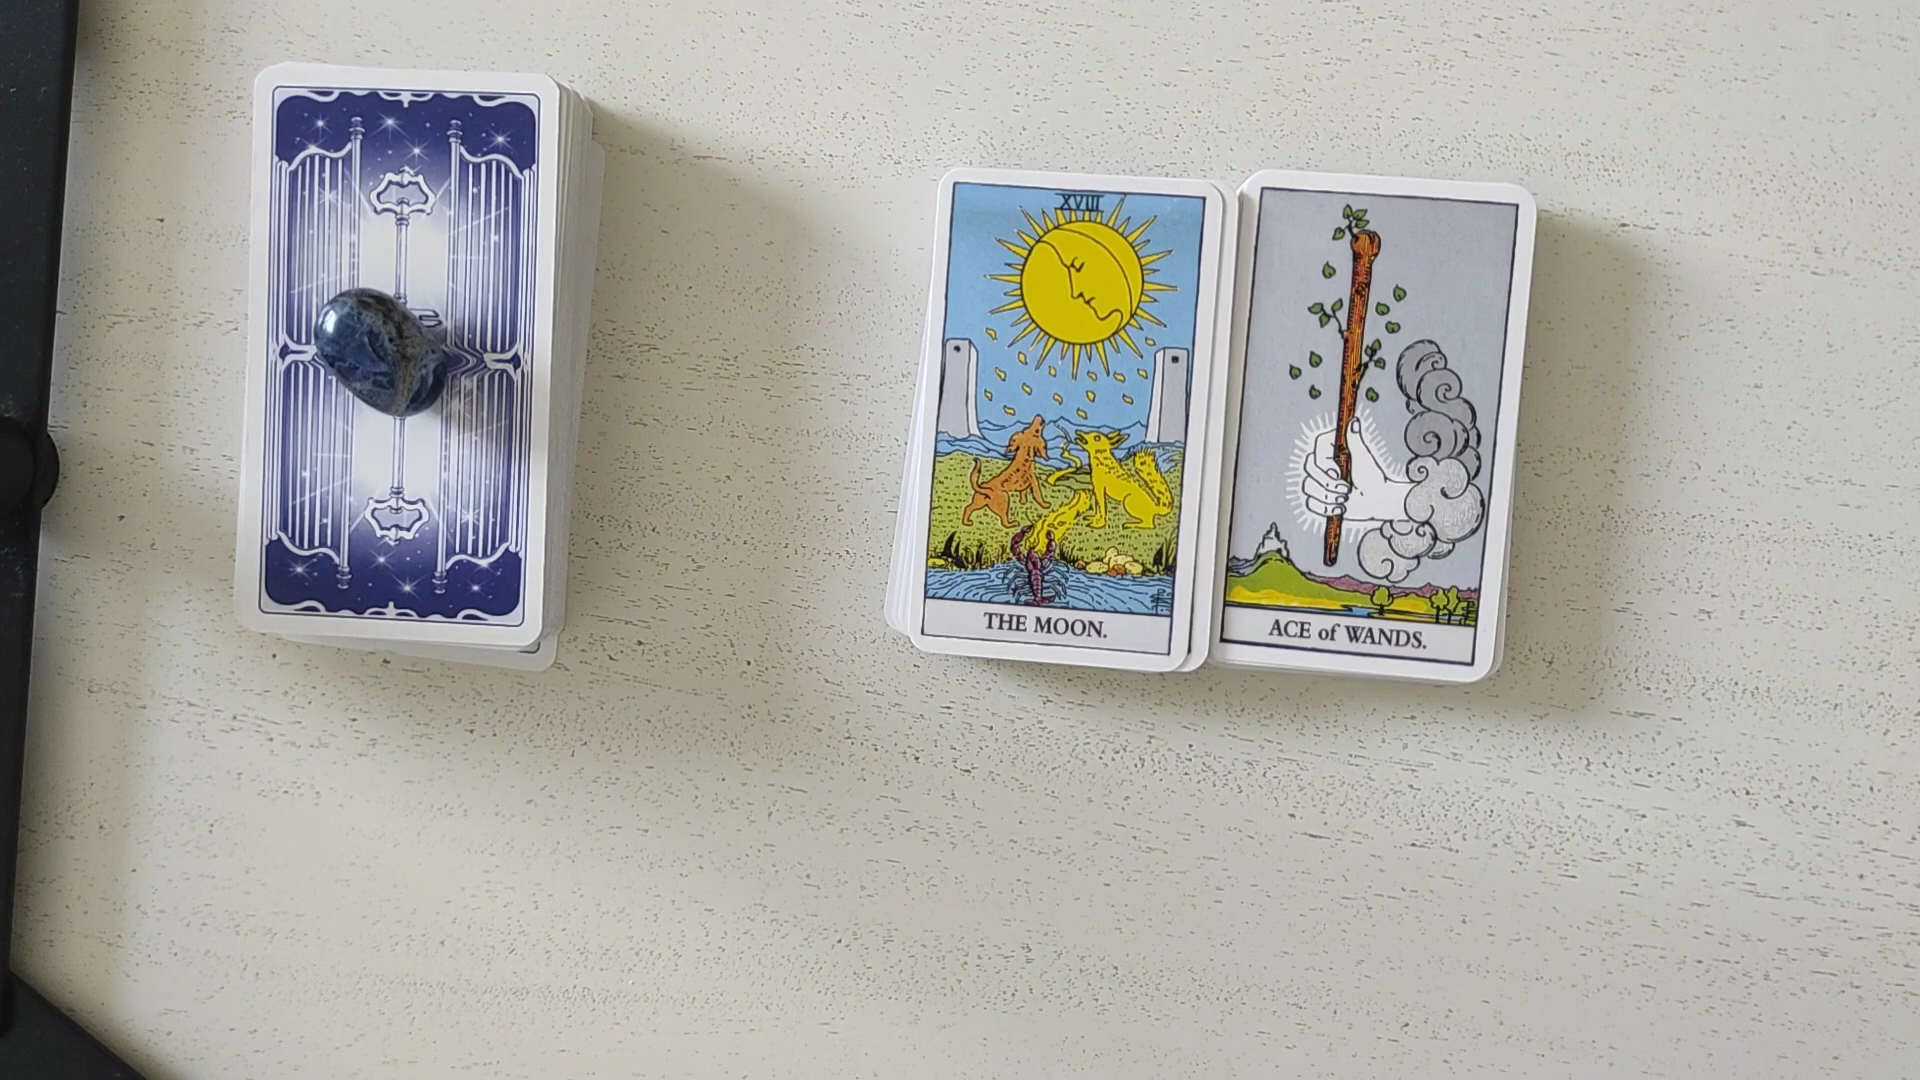 XVIII
THE MOON.
ACE of WANDS.